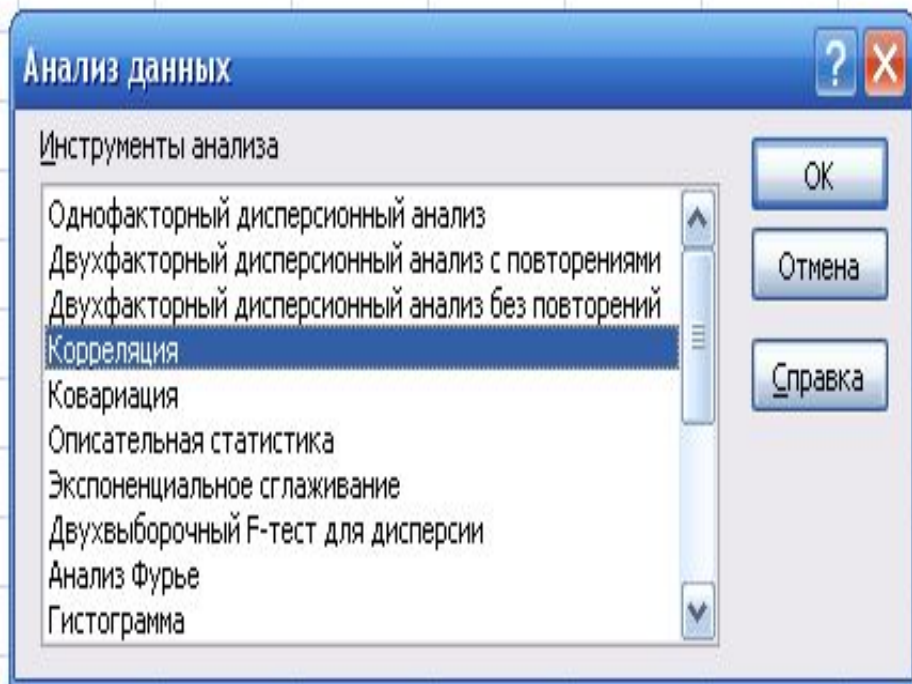 Анализ данных
Инструменты анализа
Однофакторный дисперсионный анализ
Двухфакторный дисперсионный анализ с повторениями
Двухфакторный дисперсионный анализ без повторений
Корреляция
Ковариация
Описательная статистика
Экспоненциальное сглаживание
Двухвыборочный F-тест для дисперсии
Анализ Фурье
Гистограмма
OK
Отмена
Справка